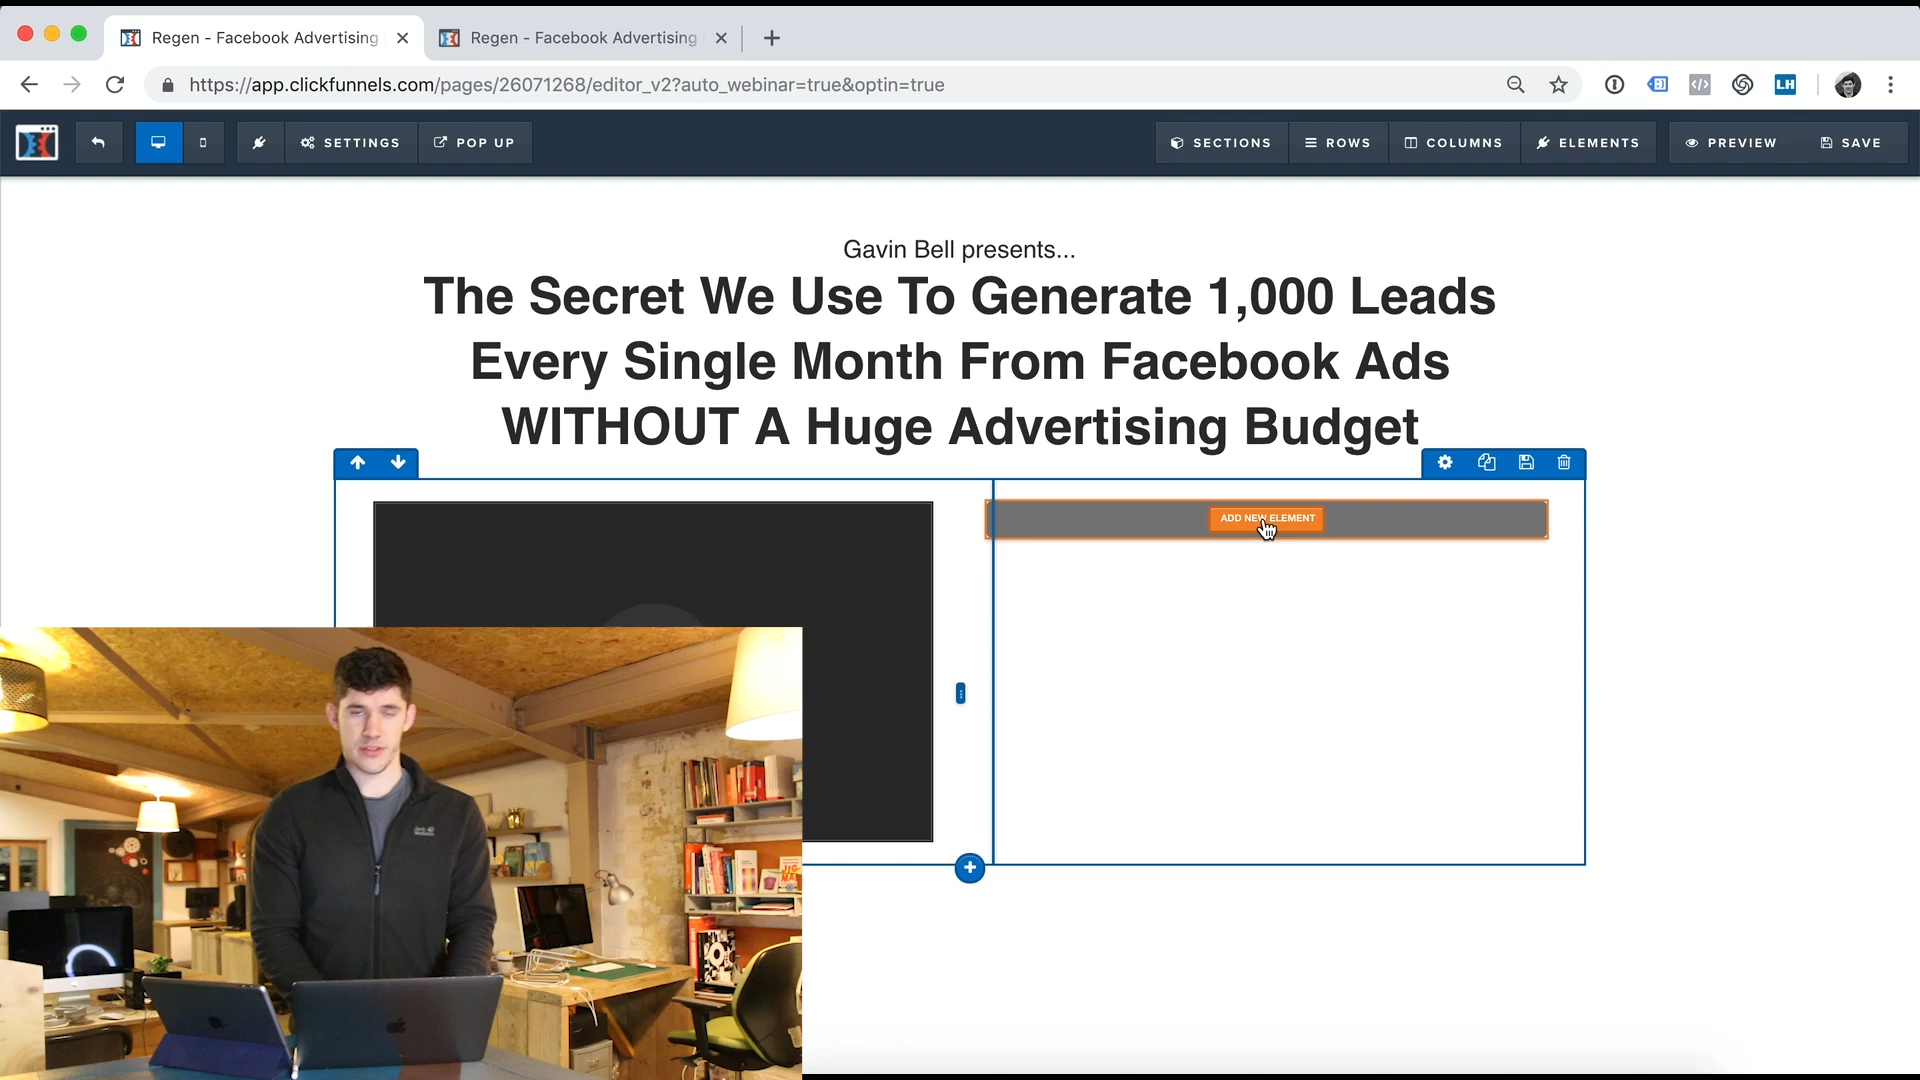 Regen - Facebook Advertising
Regen - Facebook Advertising
https://app.clickfunnels.com/pages/26071268/editor_v2?auto_webinar=true&optin=true
LH
SETTINGS
POP UP
SECTIONS
ROWS
COLUMNS
ELEMENTS
PREVIEW
SAVE
Gavin Bell presents...
The Secret We Use To Generate 1,000 Leads
Every Single Month From Facebook Ads
WITHOUT A Huge Advertising Budget
ADD NEW ELEMENT